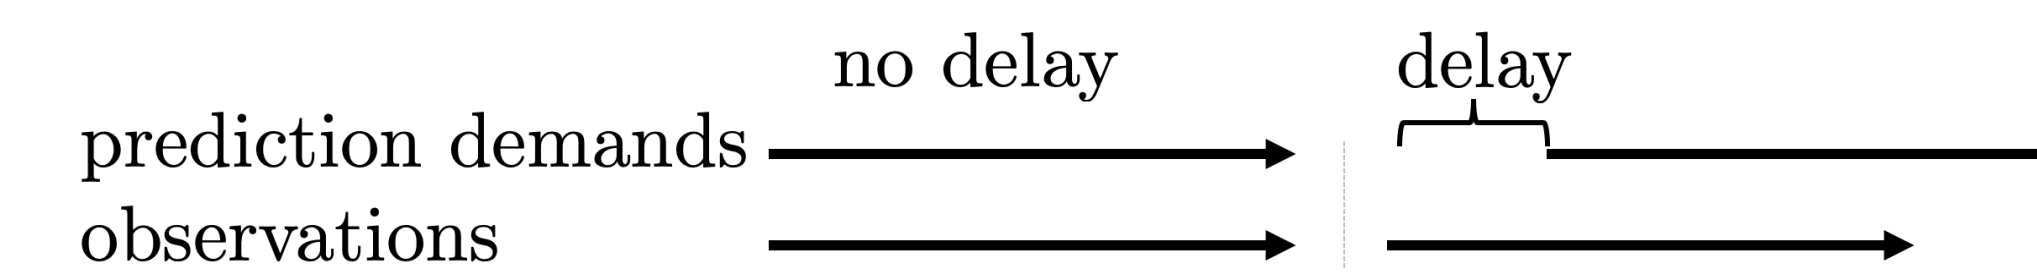 no delay
delay
prediction demands
observations